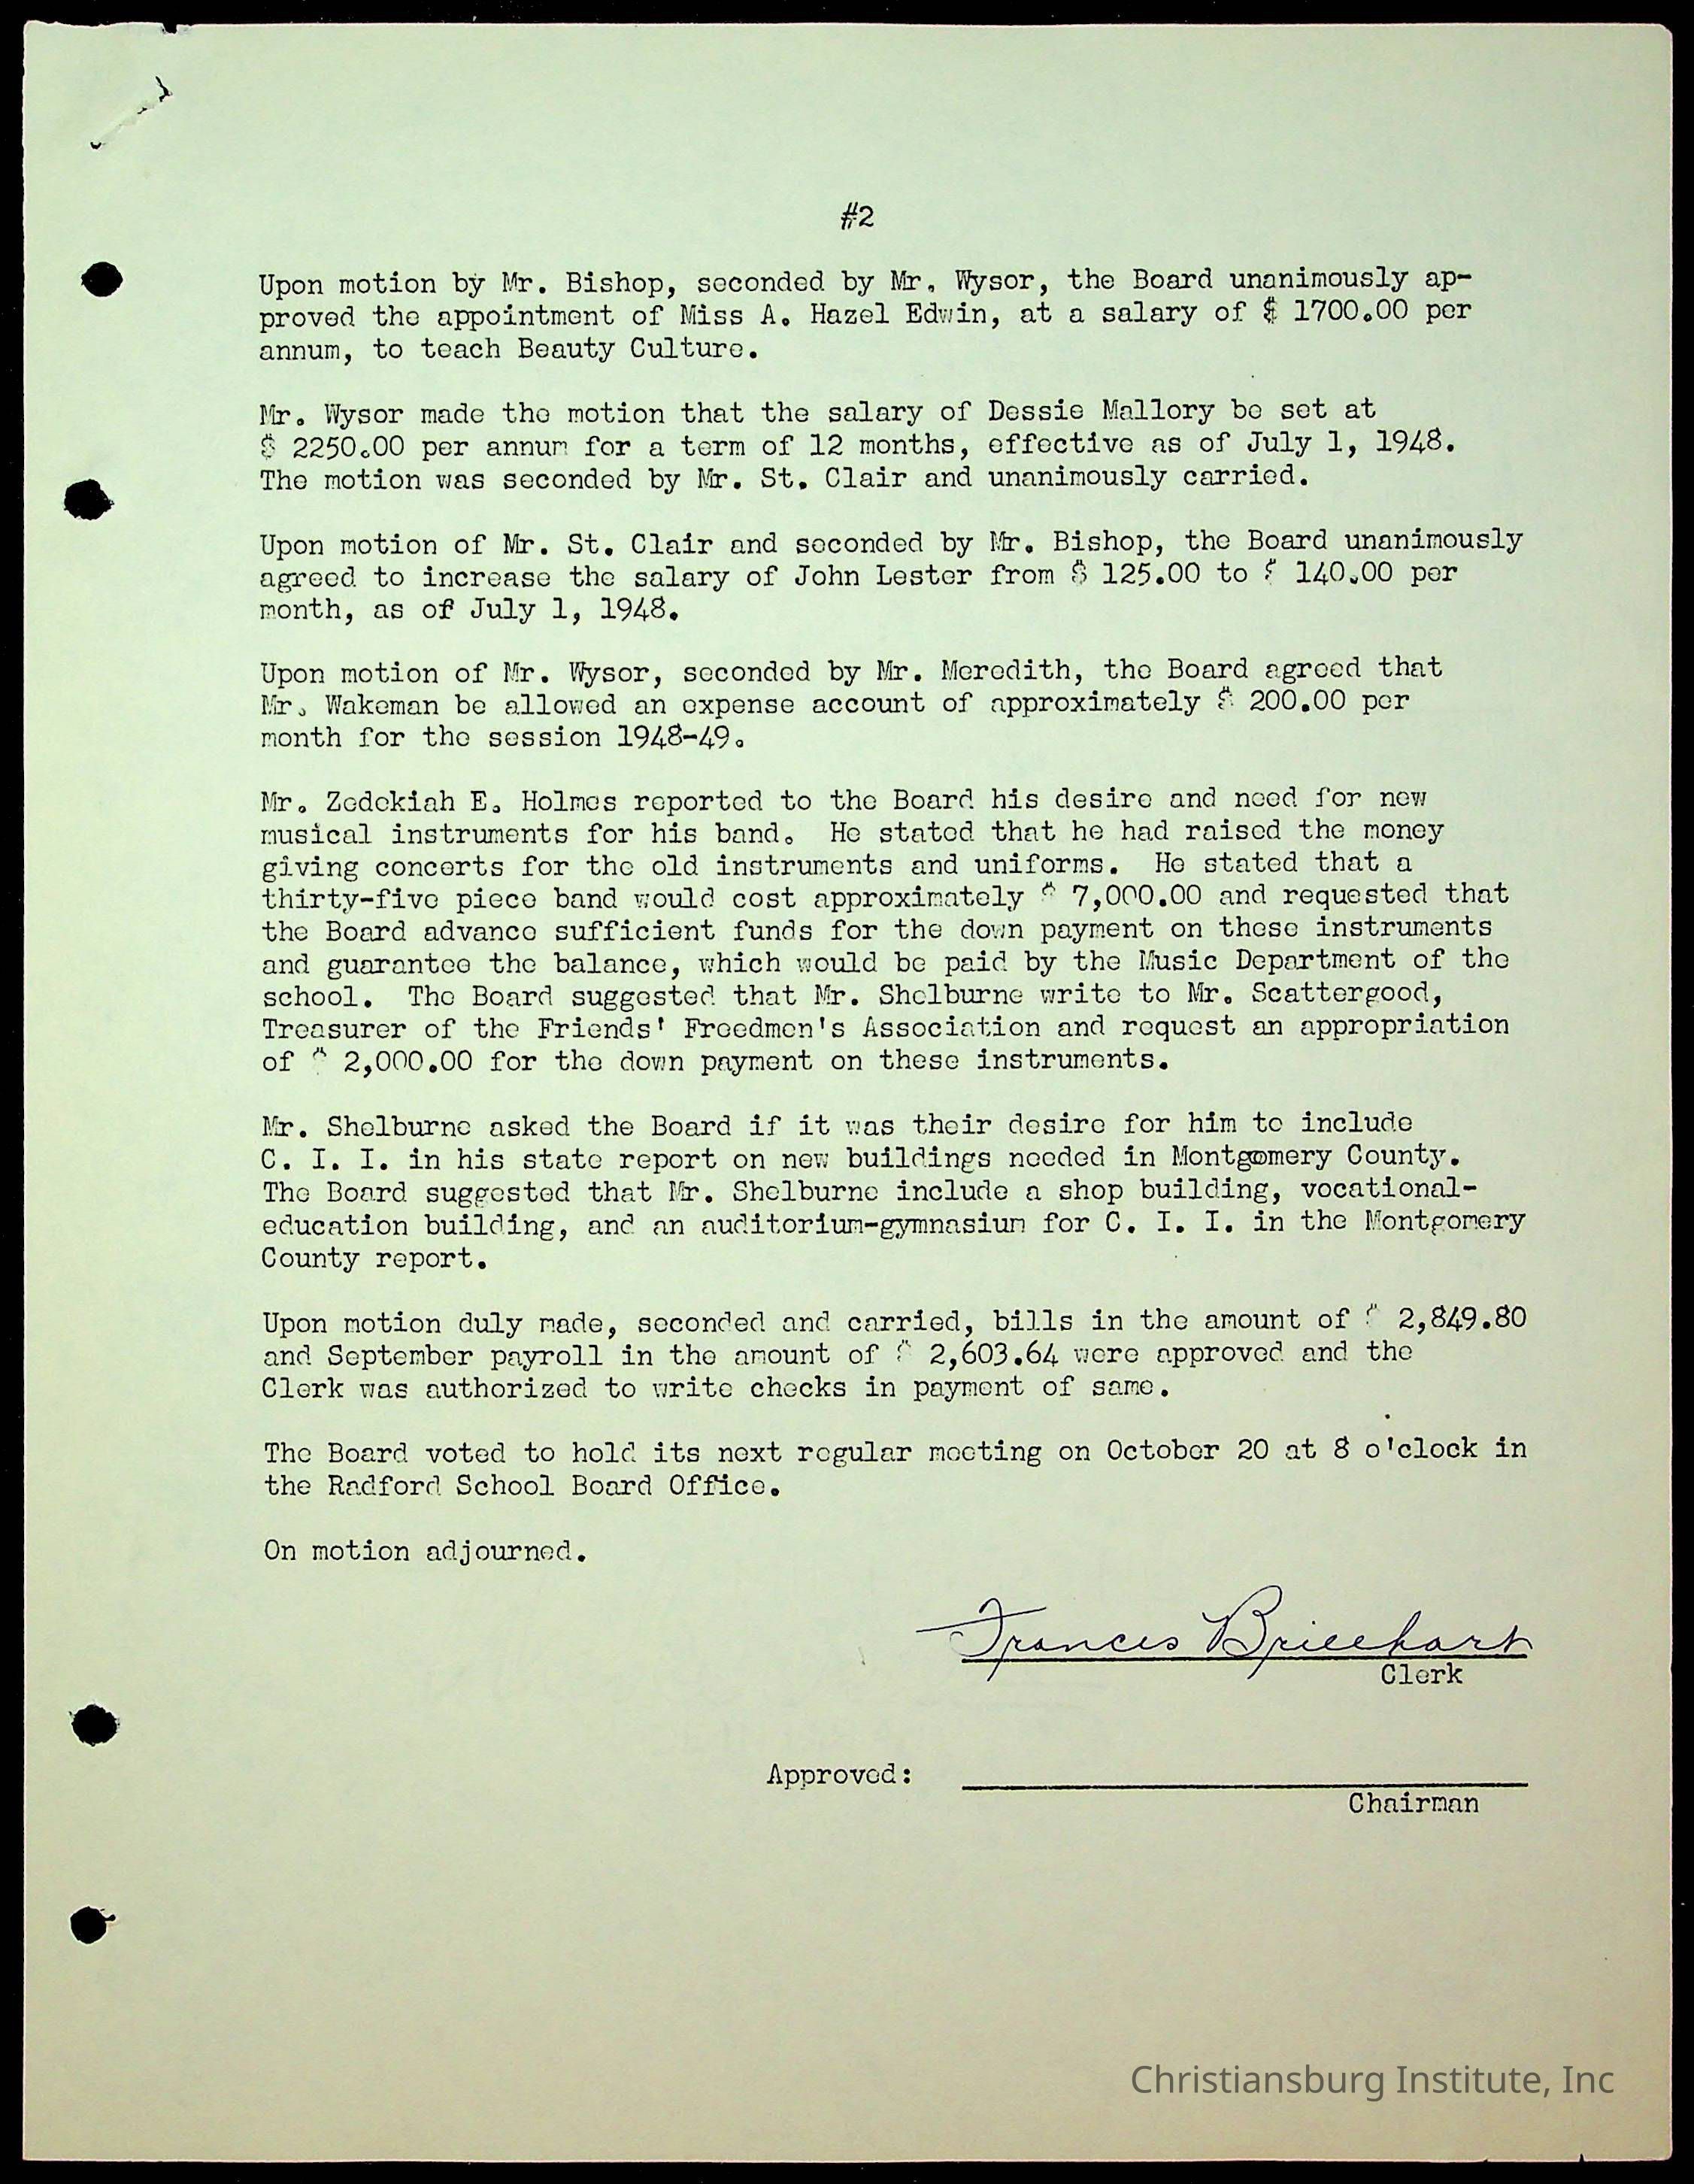 #2
Upon motion by Mr. Bishop, seconded by Mr. Wysor, the Board unanimously ap-
proved the appointment of Miss A. Hazel Edwin, at a salary of $ 1700.00 per
annum, to teach Beauty Culture.
Mr. Wysor made the motion that the salary of Dessie Mallory be set at
$ 2250.00 per annum for a term of 12 months, effective as of July 1, 1948.
The motion was seconded by Mr. St. Clair and unanimously carried.
Upon motion of Mr. St. Clair and seconded by Mr. Bishop, the Board unanimously
agreed to increase the salary of John Lester from $ 125.00 to $ 140.00 per
month, as of July 1, 1948.
Upon motion of Mr. Wysor, seconded by Mr. Meredith, the Board agreed that
Mr. Wakeman be allowed an expense account of approximately $ 200.00 per
month for the session 1948-49.
Mr. Zedekiah E. Holmes reported to the Board his desire and need for new
musical instruments for his band. He stated that he had raised the money
giving concerts for the old instruments and uniforms. He stated that a
thirty-five piece band would cost approximately $ 7,000.00 and requested that
the Board advance sufficient funds for the down payment on these instruments
and guarantee the balance, which would be paid by the Music Department of the
school. The Board suggested that Mr. Shelburne write to Mr. Scattergood,
Treasurer of the Friends' Freedmen's Association and request an appropriation
of $ 2,000.00 for the down payment on these instruments.
Mr. Shelburne asked the Board if it was their desire for him to include
C. I. I. in his state report on new buildings needed in Montgomery County.
The Board suggested that Mr. Shelburne include a shop building, vocational-
education building, and an auditorium-gymnasium for C. I. I. in the Montgomery
County report.
Upon motion duly made, seconded and carried, bills in the amount of $ 2,849.80
and September payroll in the amount of $ 2,603.64 were approved and the
Clerk was authorized to write checks in payment of same.
The Board voted to hold its next regular meeting on October 20 at 8 o'clock in
the Radford School Board Office.
On motion adjourned.
Frances Bricehart
Clerk
Approved:
Chairman
Christiansburg Institute, Inc